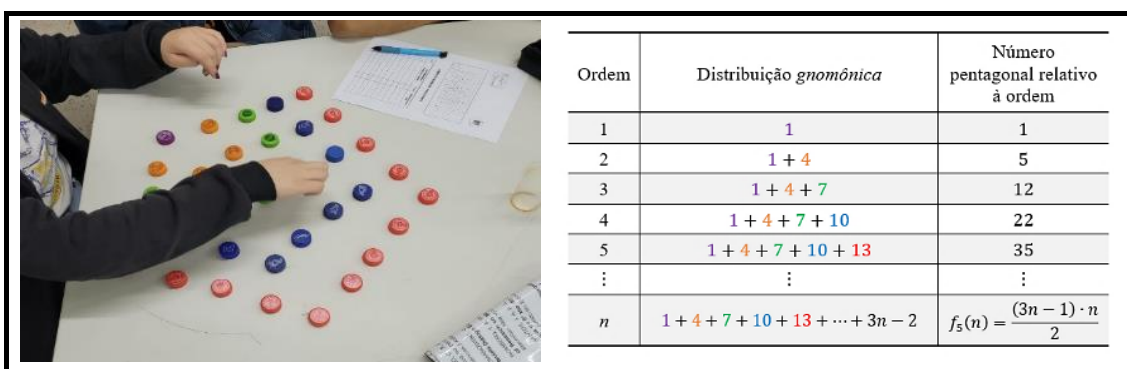 Ordem Distribuição gnomônica Número pentagonal relativo à ordem
1 1 1
2 1 + 4 5
3 1 + 4 + 7 12
4 1 + 4 + 7 + 10 22
5 1 + 4 + 7 + 10 + 13 35
⋮ ⋮ ⋮
n 1 + 4 + 7 + 10 + 13 + ⋯ + 3n − 2 f₅(n) = (3n − 1) · n / 2